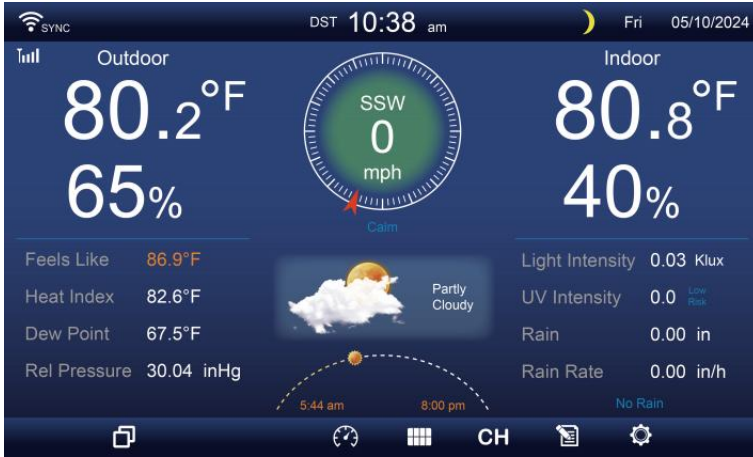 SYNC
DST 10:38 am
Fri 05/10/2024
Outdoor
80.2°F
65%
Feels Like 86.9°F
Heat Index 82.6°F
Dew Point 67.5°F
Rel Pressure 30.04 inHg
SSW
0
mph
Calm
Partly
Cloudy
5:44 am 8:00 pm
Indoor
80.8°F
40%
Light Intensity 0.03 Klux
UV Intensity 0.0 Low
Risk
Rain 0.00 in
Rain Rate 0.00 in/h
No Rain
CH